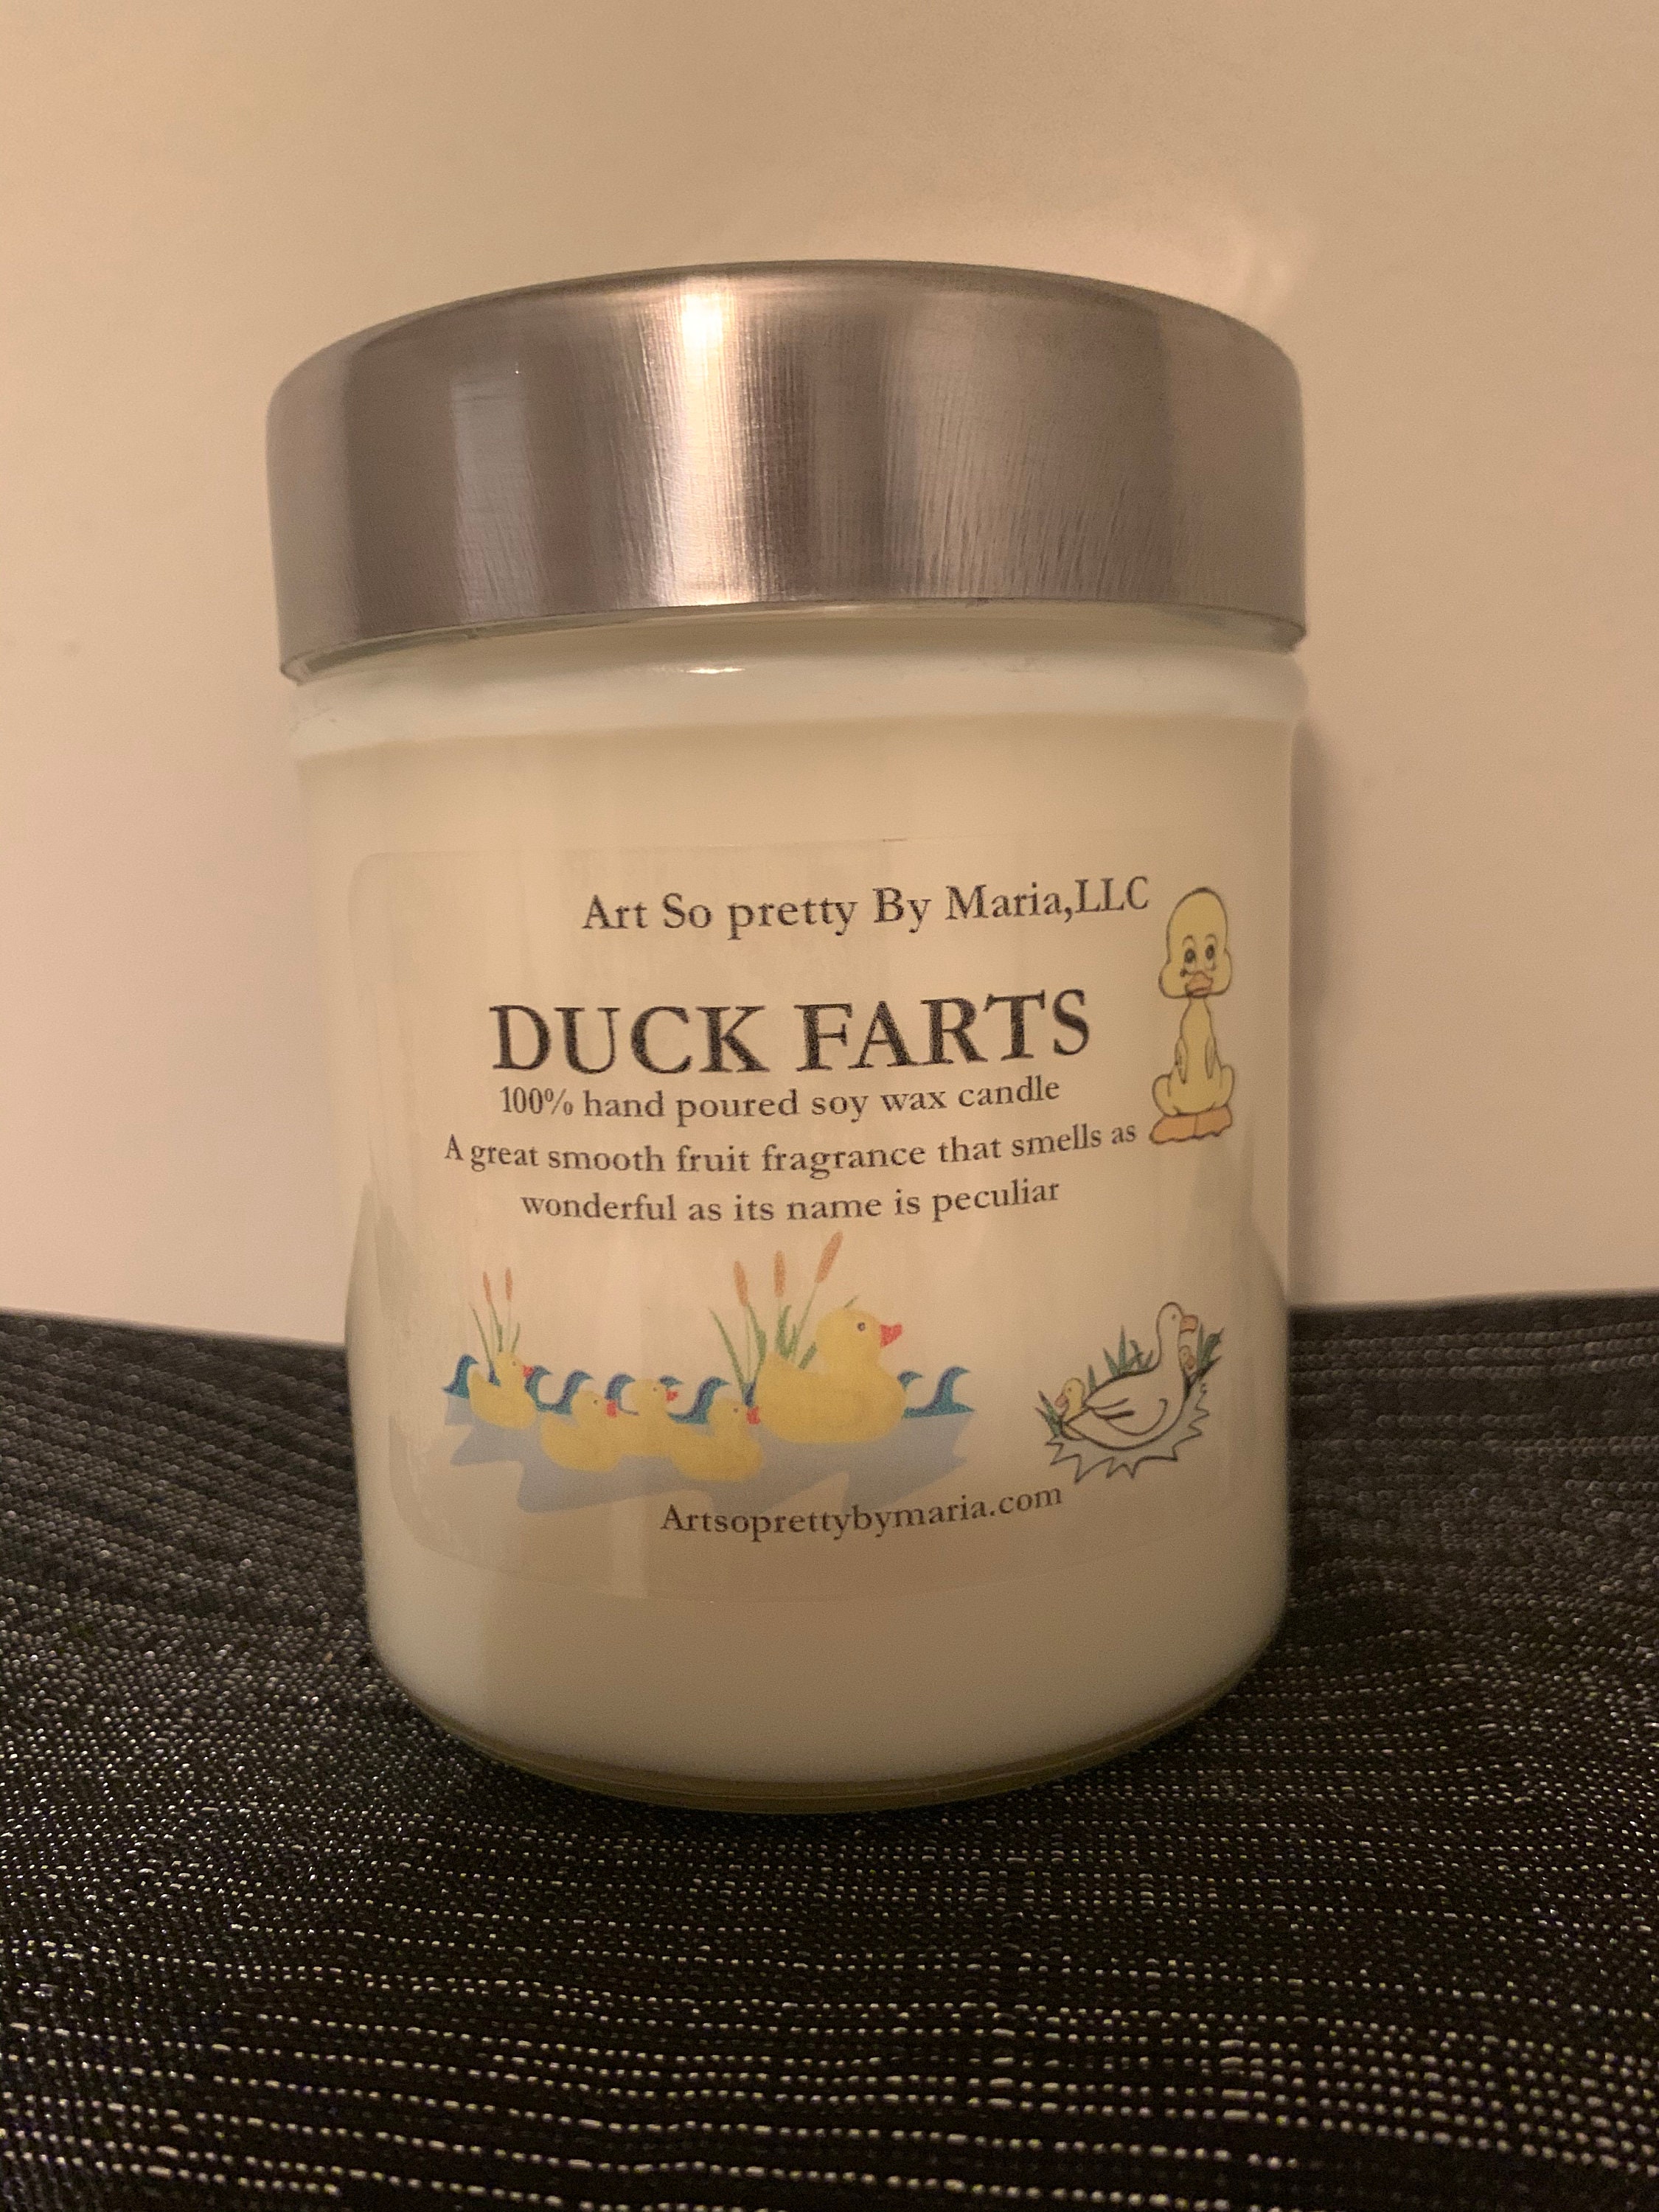 Art So pretty By Maria,LLC
DUCK FARTS
100% hand poured soy wax candle
A great smooth fruit fragrance that smells as
wonderful as its name is peculiar
Artsoprettybymaria.com